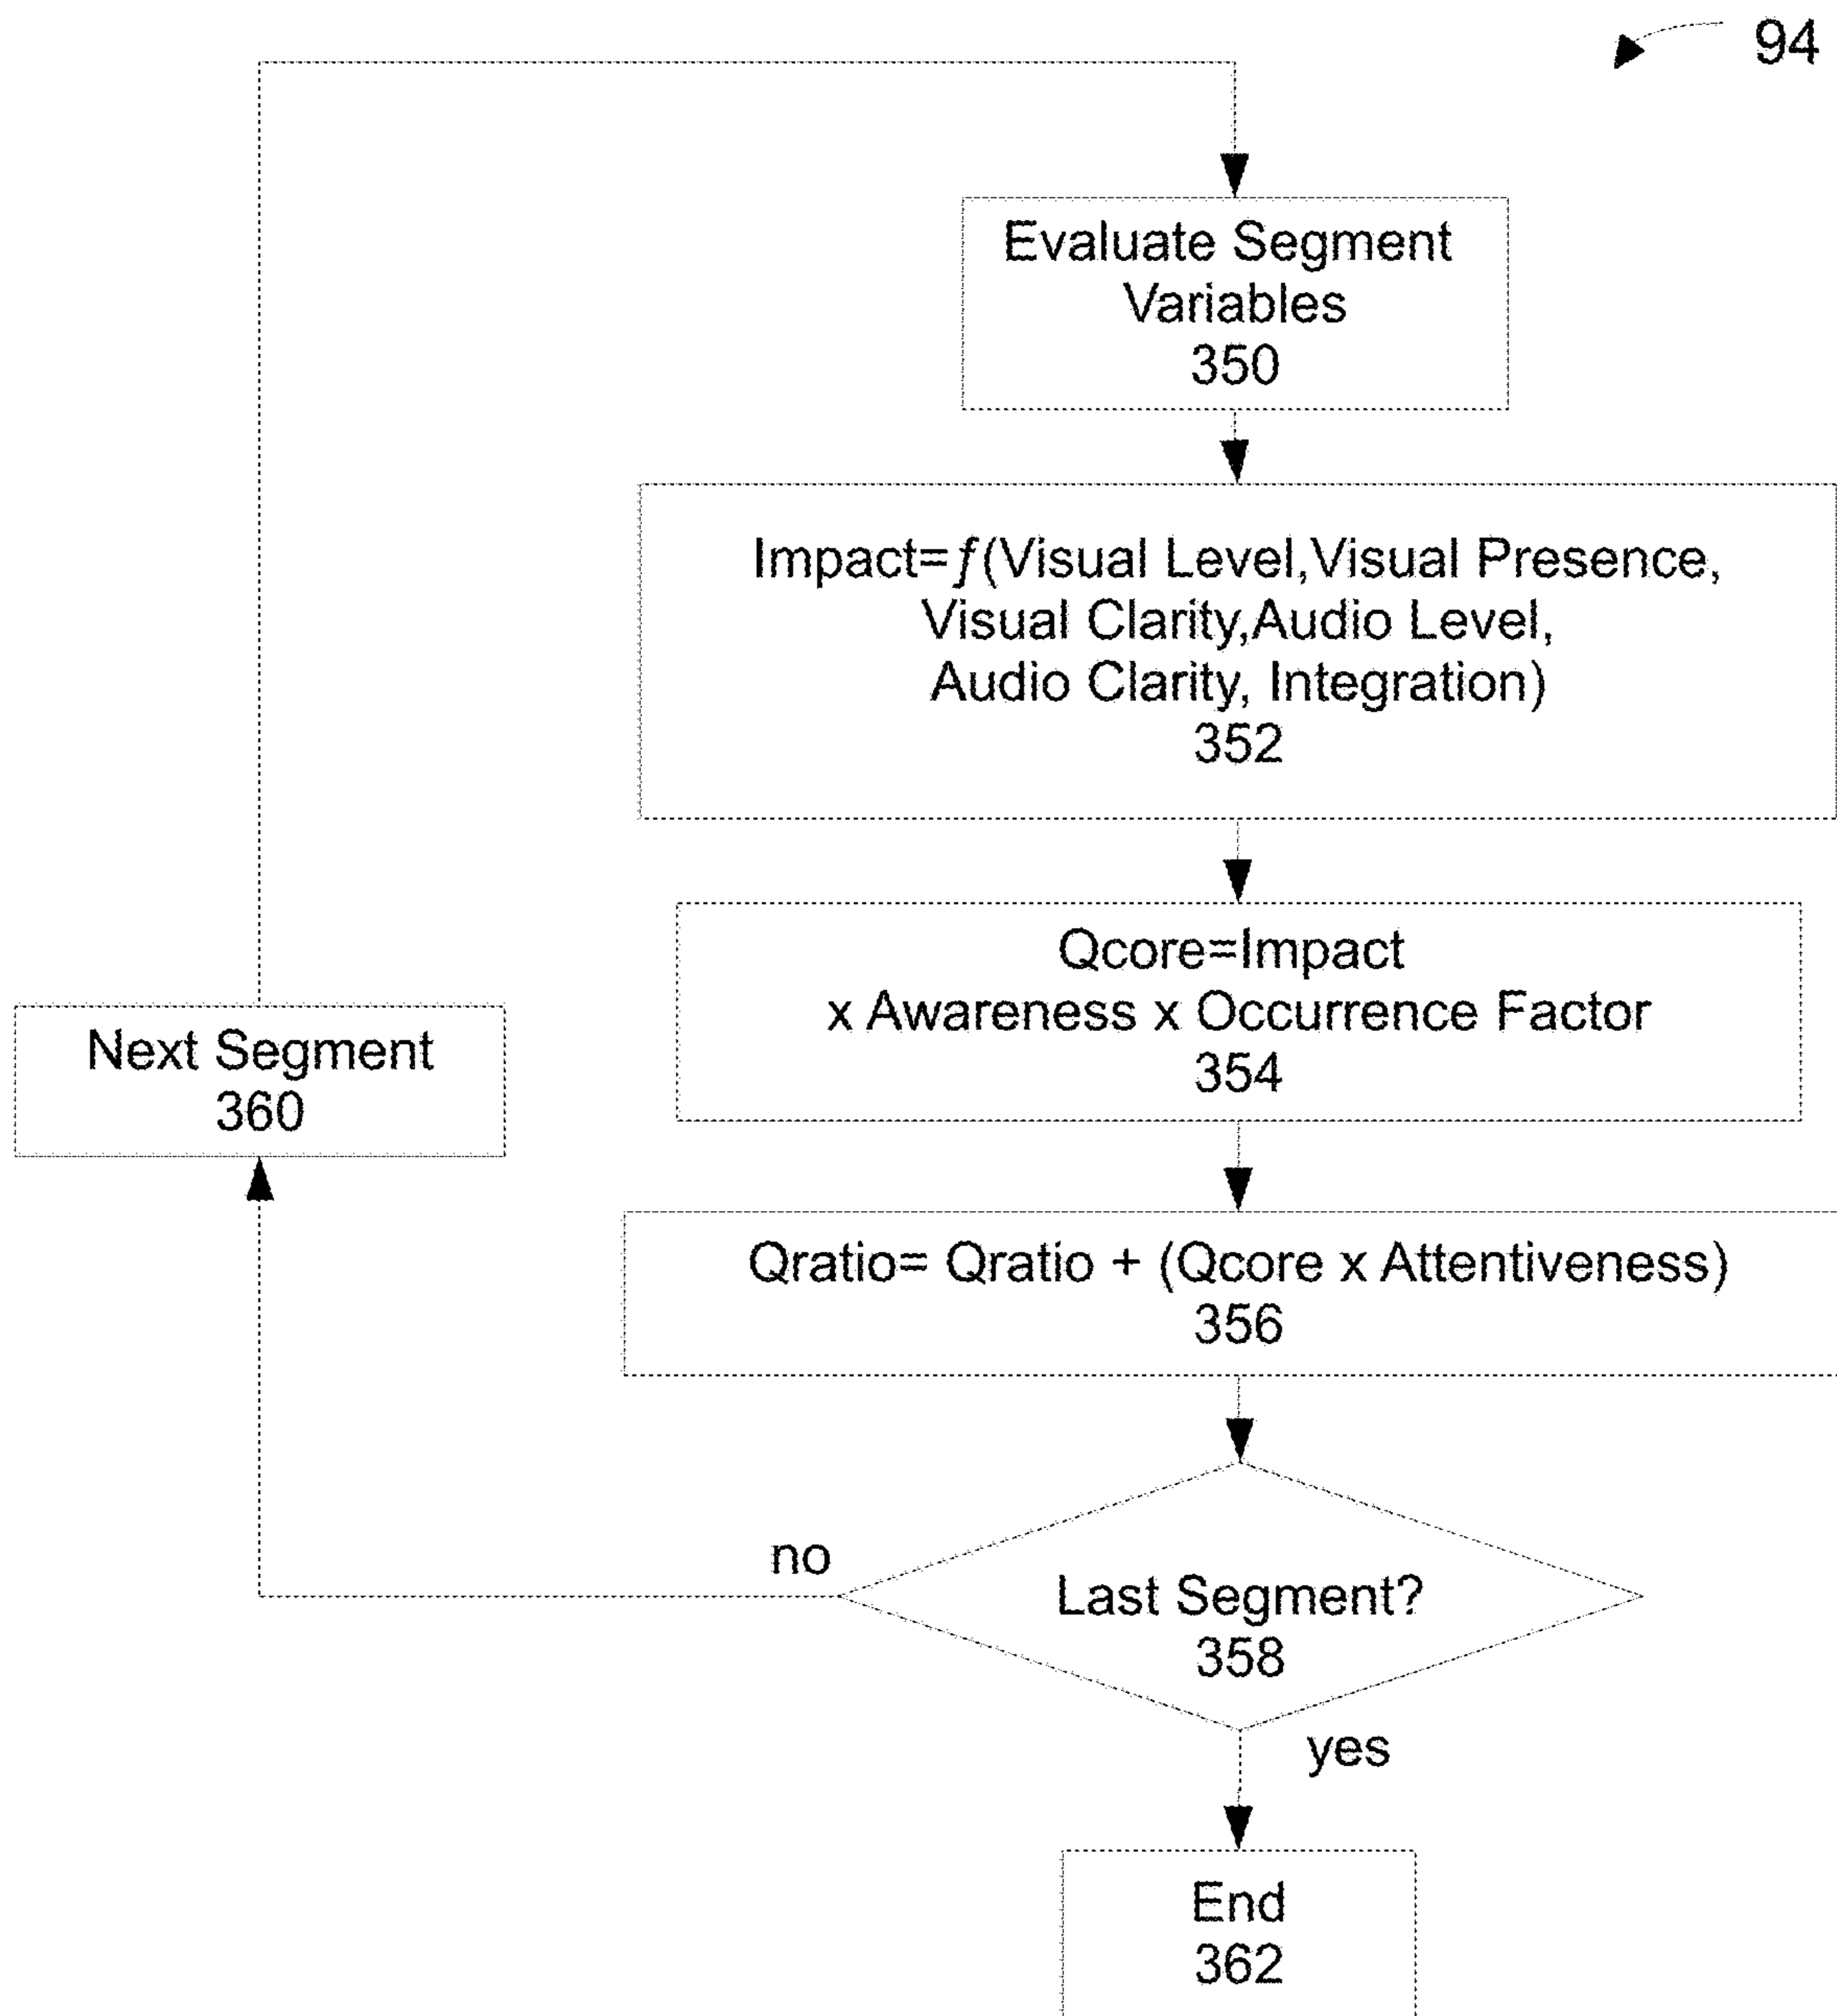 94
Evaluate Segment
Variables
350
Impact=ƒ(Visual Level,Visual Presence,
Visual Clarity,Audio Level,
Audio Clarity, Integration)
352
Qcore=Impact
x Awareness x Occurrence Factor
354
Next Segment
360
Qratio= Qratio + (Qcore x Attentiveness)
356
no
Last Segment?
358
yes
End
362